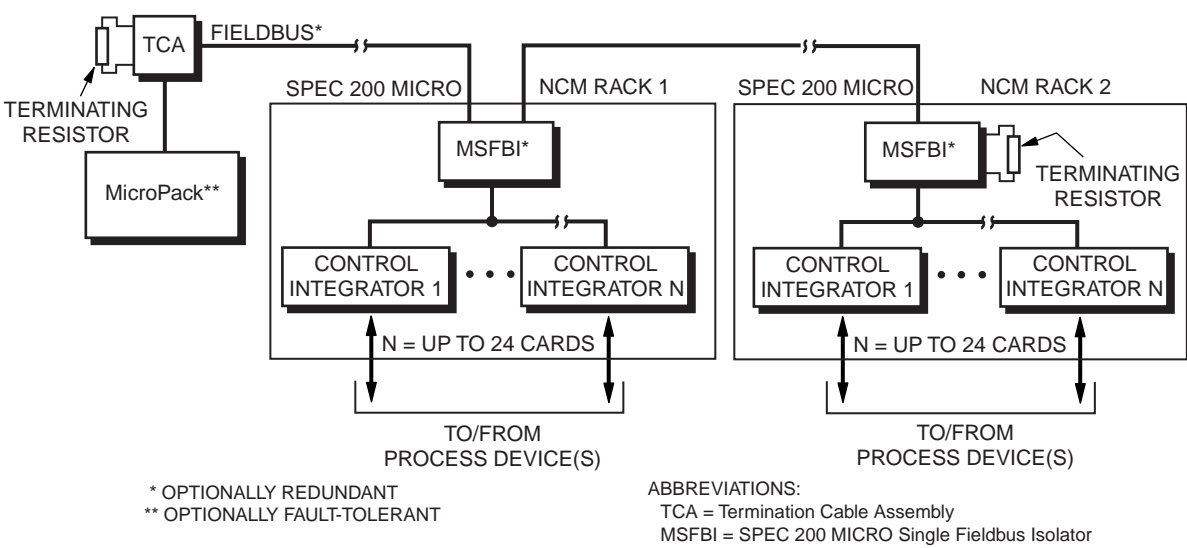 FIELDBUS*
TCA
TERMINATING
RESISTOR
MicroPack**
SPEC 200 MICRO
NCM RACK 1
MSFBI*
CONTROL
INTEGRATOR 1
CONTROL
INTEGRATOR N
N = UP TO 24 CARDS
TO/FROM
PROCESS DEVICE(S)
SPEC 200 MICRO
NCM RACK 2
MSFBI*
TERMINATING
RESISTOR
CONTROL
INTEGRATOR 1
CONTROL
INTEGRATOR N
N = UP TO 24 CARDS
TO/FROM
PROCESS DEVICE(S)
* OPTIONALLY REDUNDANT
** OPTIONALLY FAULT-TOLERANT
ABBREVIATIONS:
TCA = Termination Cable Assembly
MSFBI = SPEC 200 MICRO Single Fieldbus Isolator